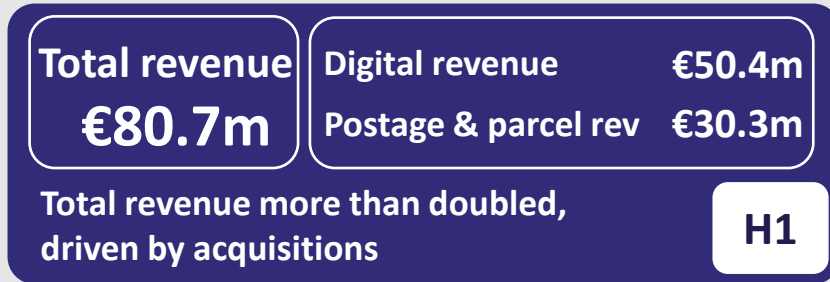 Total revenue
€80.7m
Digital revenue €50.4m
Postage & parcel rev €30.3m
Total revenue more than doubled,
driven by acquisitions
H1